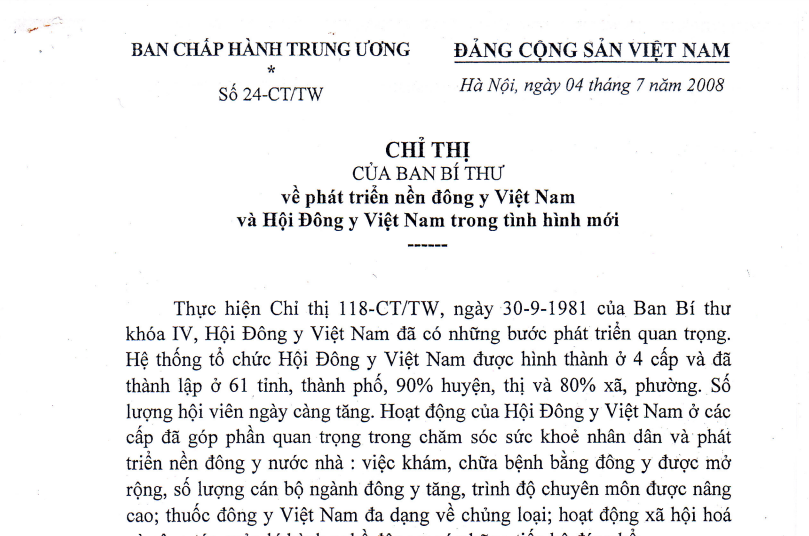 BAN CHẤP HÀNH TRUNG ƯƠNG
*
Số 24-CT/TW
ĐẢNG CỘNG SẢN VIỆT NAM
Hà Nội, ngày 04 tháng 7 năm 2008
CHỈ THỊ
CỦA BAN BÍ THƯ
về phát triển nền đông y Việt Nam
và Hội Đông y Việt Nam trong tình hình mới
------
Thực hiện Chỉ thị 118-CT/TW, ngày 30-9-1981 của Ban Bí thư
khóa IV, Hội Đông y Việt Nam đã có những bước phát triển quan trọng.
Hệ thống tổ chức Hội Đông y Việt Nam được hình thành ở 4 cấp và đã
thành lập ở 61 tỉnh, thành phố, 90% huyện, thị và 80% xã, phường. Số
lượng hội viên ngày càng tăng. Hoạt động của Hội Đông y Việt Nam ở các
cấp đã góp phần quan trọng trong chăm sóc sức khoẻ nhân dân và phát
triển nền đông y nước nhà : việc khám, chữa bệnh bằng đông y được mở
rộng, số lượng cán bộ ngành đông y tăng, trình độ chuyên môn được nâng
cao; thuốc đông y Việt Nam đa dạng về chủng loại; hoạt động xã hội hoá